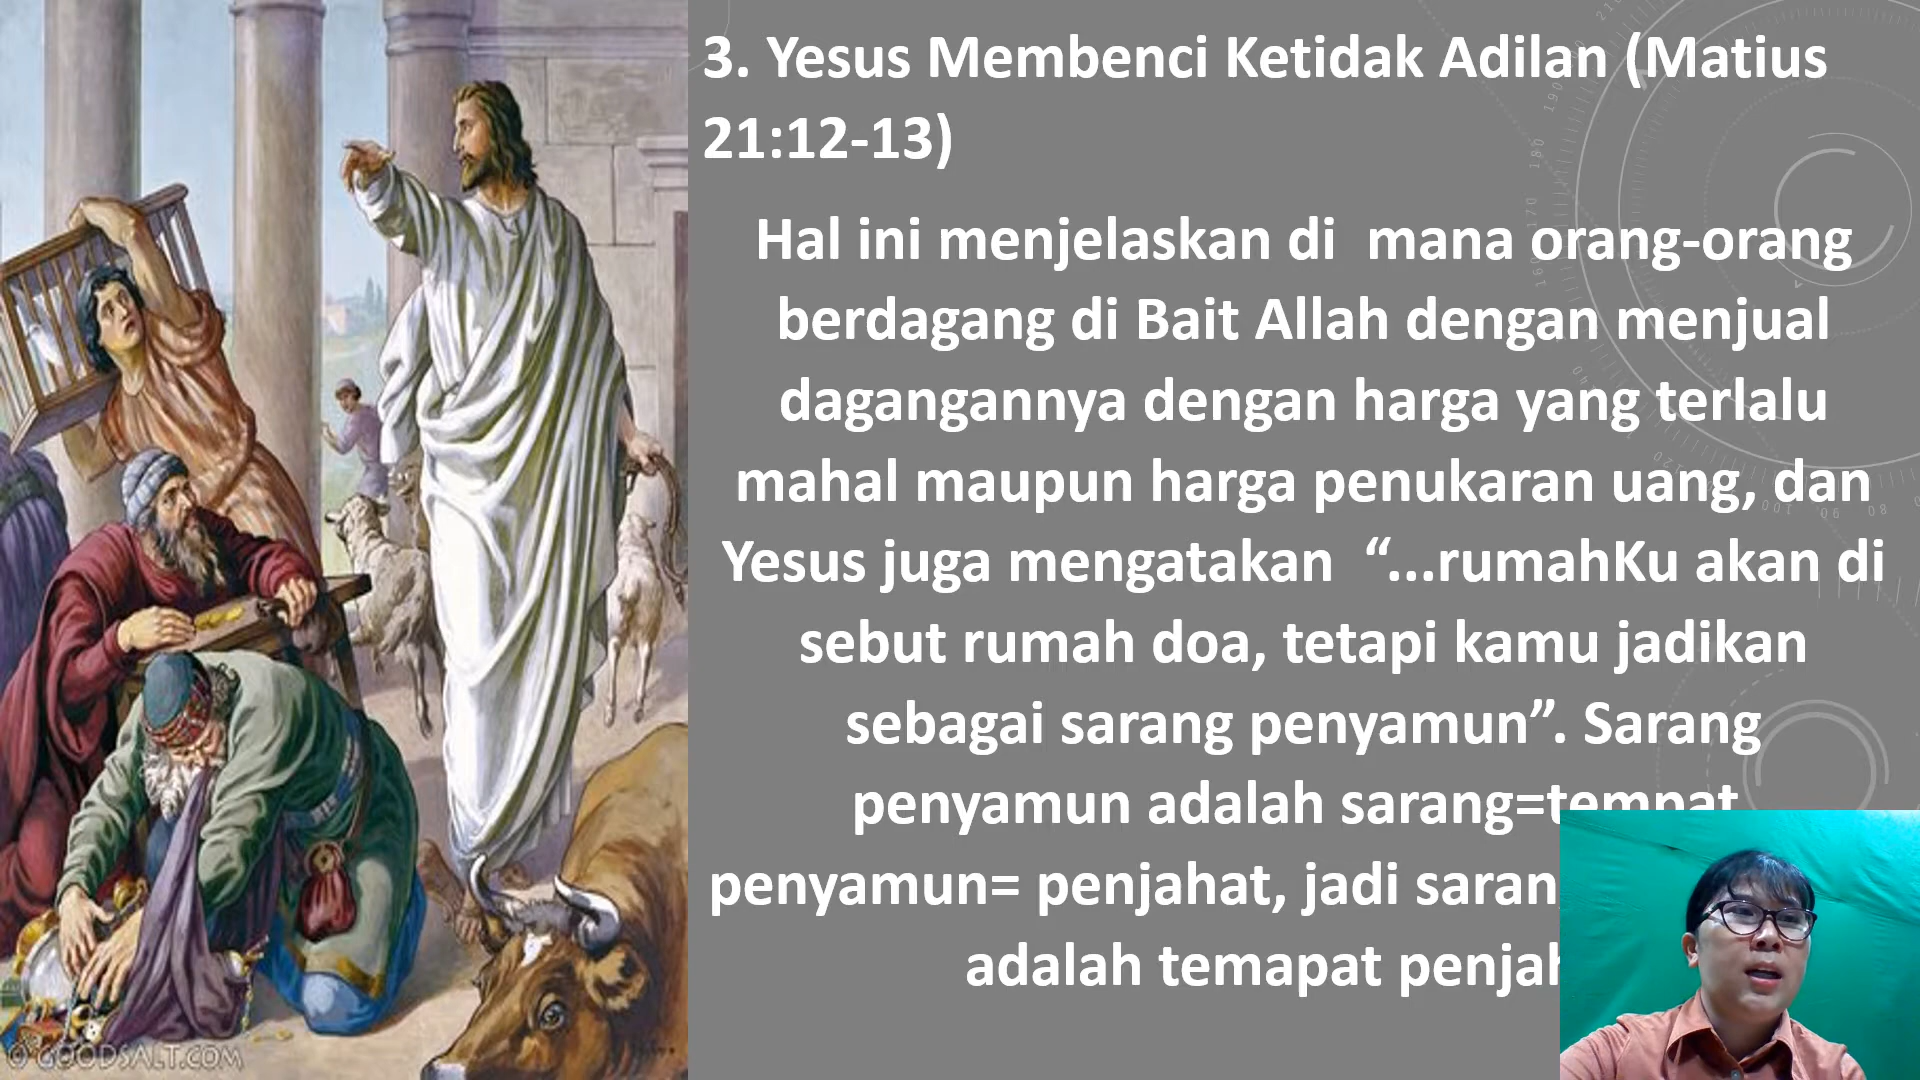 3. Yesus Membenci Ketidak Adilan (Matius
21:12-13)
Hal ini menjelaskan di mana orang-orang
berdagang di Bait Allah dengan menjual
dagangannya dengan harga yang terlalu
mahal maupun harga penukaran uang, dan
Yesus juga mengatakan “...rumahKu akan di
sebut rumah doa, tetapi kamu jadikan
sebagai sarang penyamun”. Sarang
penyamun adalah sarang=tempat
penyamun= penjahat, jadi
adalah temapat
© GOODSALT.COM